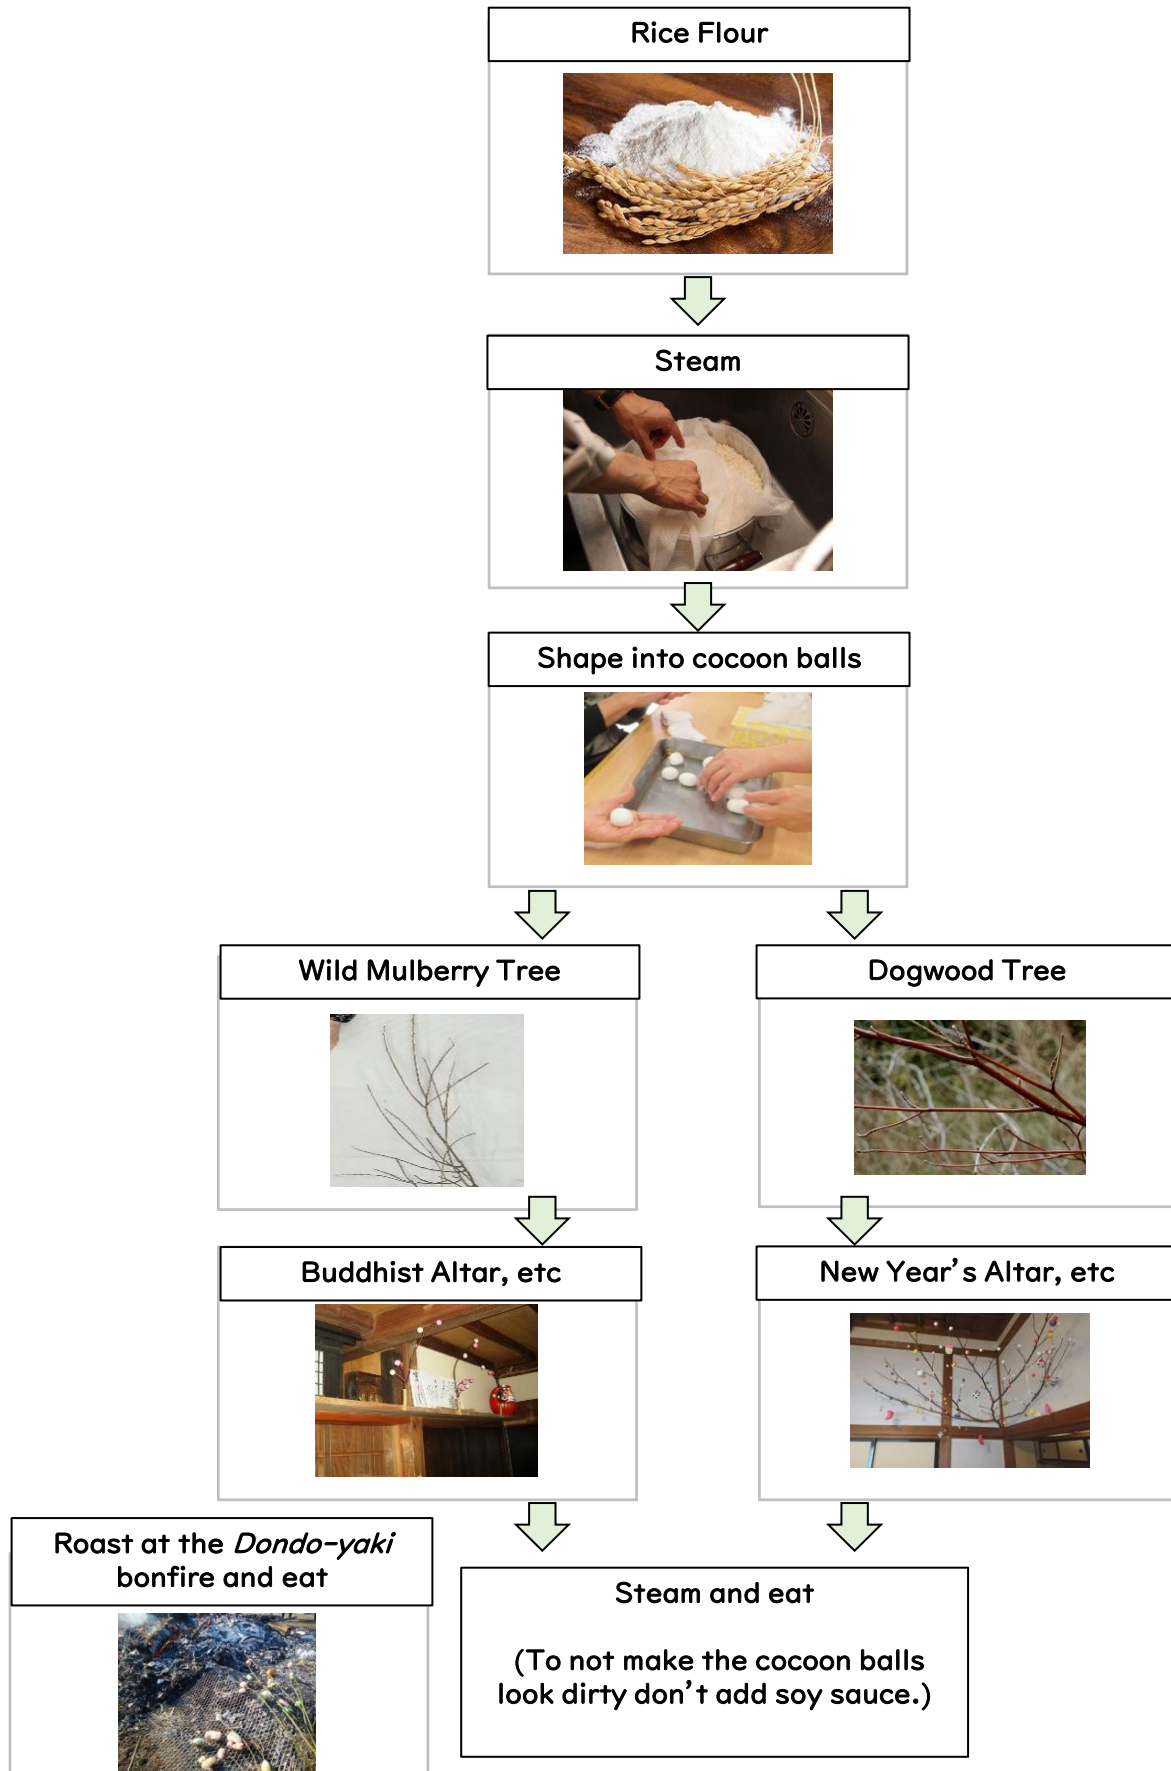 Rice Flour
Steam
Shape into cocoon balls
Wild Mulberry Tree
Dogwood Tree
Buddhist Altar, etc
New Year's Altar, etc
Roast at the Dondo-yaki
bonfire and eat
Steam and eat
(To not make the cocoon balls
look dirty don't add soy sauce.)